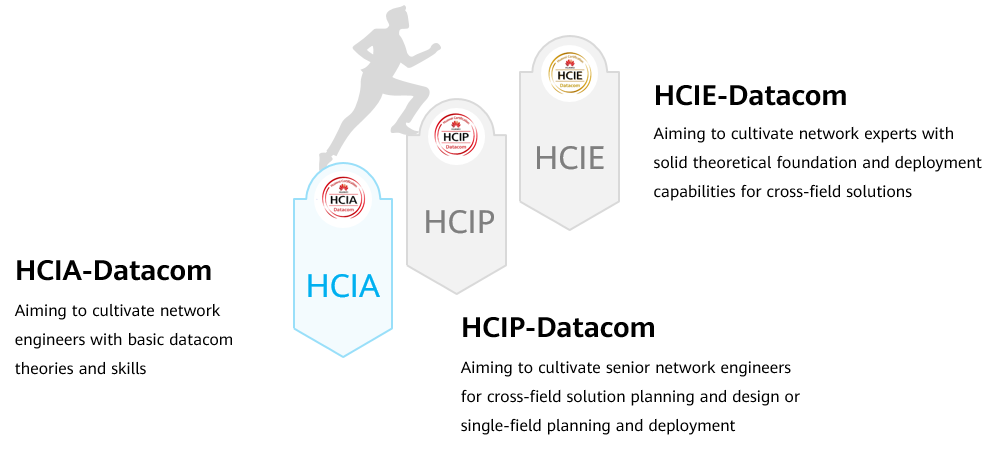 HCIE
Datacom
HCIE
HCIE-Datacom
Aiming to cultivate network experts with
solid theoretical foundation and deployment
capabilities for cross-field solutions
HCIP
Datacom
HCIP
HCIA
Datacom
HCIA
HCIA-Datacom
Aiming to cultivate network
engineers with basic datacom
theories and skills
HCIP-Datacom
Aiming to cultivate senior network engineers
for cross-field solution planning and design or
single-field planning and deployment